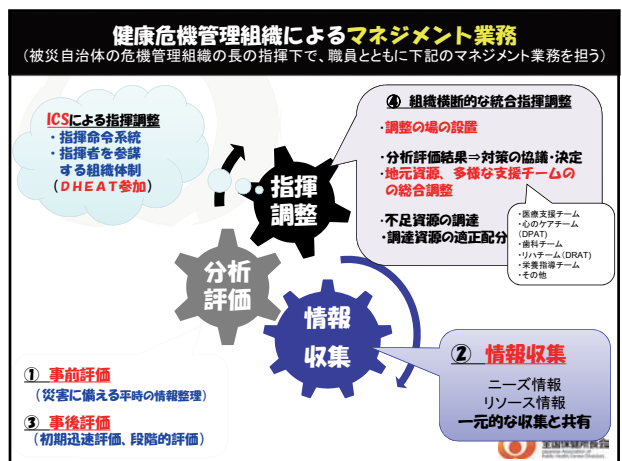 健康危機管理組織によるマネジメント業務
(被災自治体の危機管理組織の長の指揮下で、職員とともに下記のマネジメント業務を担う)
ICSによる指揮調整
・指揮命令系統
・指揮者を参謀
する組織体制
(DHEAT参加)
指揮
調整
④ 組織横断的な統合指揮調整
・調整の場の設置
・分析評価結果⇒対策の協議・決定
・地元資源、多様な支援チームの
の総合調整
・不足資源の調達
・調達資源の適正配分
・医療支援チーム
・心のケアチーム
(DPAT)
・歯科チーム
・リハチーム(DRAT)
・栄養指導チーム
・その他
分析
評価
情報
収集
① 事前評価
(災害に備える平時の情報整理)
③ 事後評価
(初期迅速評価、段階的評価)
② 情報収集
ニーズ情報
リソース情報
一元的な収集と共有
全国保健所長会
Japanese Association of
Public Health Center Directors